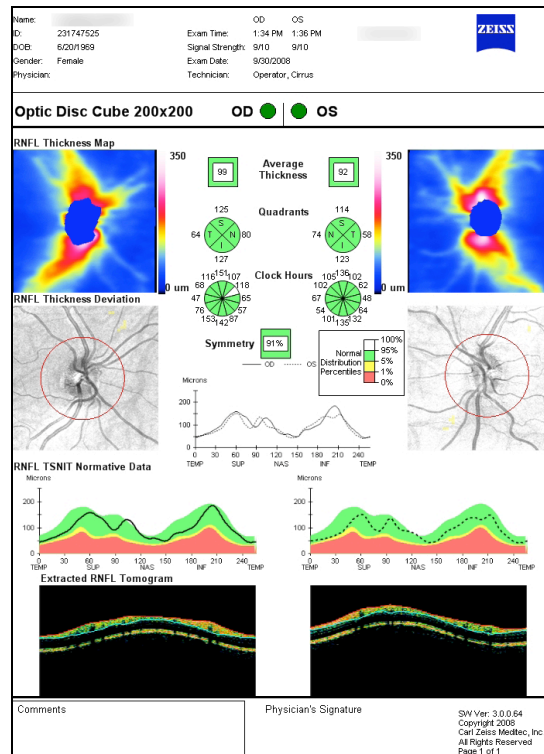 Name:
OD OS
ID: 231747525 Exam Time: 1:34 PM 1:36 PM
DOB: 6/20/1969 Signal Strength: 9/10 9/10
Gender: Female Exam Date: 9/30/2008
Physician: Technician: Operator, Cirrus
ZEISS
Optic Disc Cube 200x200 OD OS
RNFL Thickness Map
350
0 um
99 Average Thickness 92
350
0 um
Quadrants
125
S
64 T N 80
I
127
114
S
74 N T 58
I
123
Clock Hours
151
116 107
68 118
47 65
76 57
153 87
142
136
105 102
102 62
67 48
54 64
101 132
135
RNFL Thickness Deviation
Symmetry 91%
OD OS
Normal Distribution Percentiles
100%
95%
5%
1%
0%
Microns
200
100
0
0 30 60 90 120 150 180 210 240
TEMP SUP NAS INF TEMP
RNFL TSNIT Normative Data
Microns
200
100
0
0 30 60 90 120 150 180 210 240
TEMP SUP NAS INF TEMP
Microns
200
100
0
0 30 60 90 120 150 180 210 240
TEMP SUP NAS INF TEMP
Extracted RNFL Tomogram
Comments
Physician's Signature
SW Ver: 3.0.0.64
Copyright 2008
Carl Zeiss Meditec, Inc
All Rights Reserved
Page 1 of 1